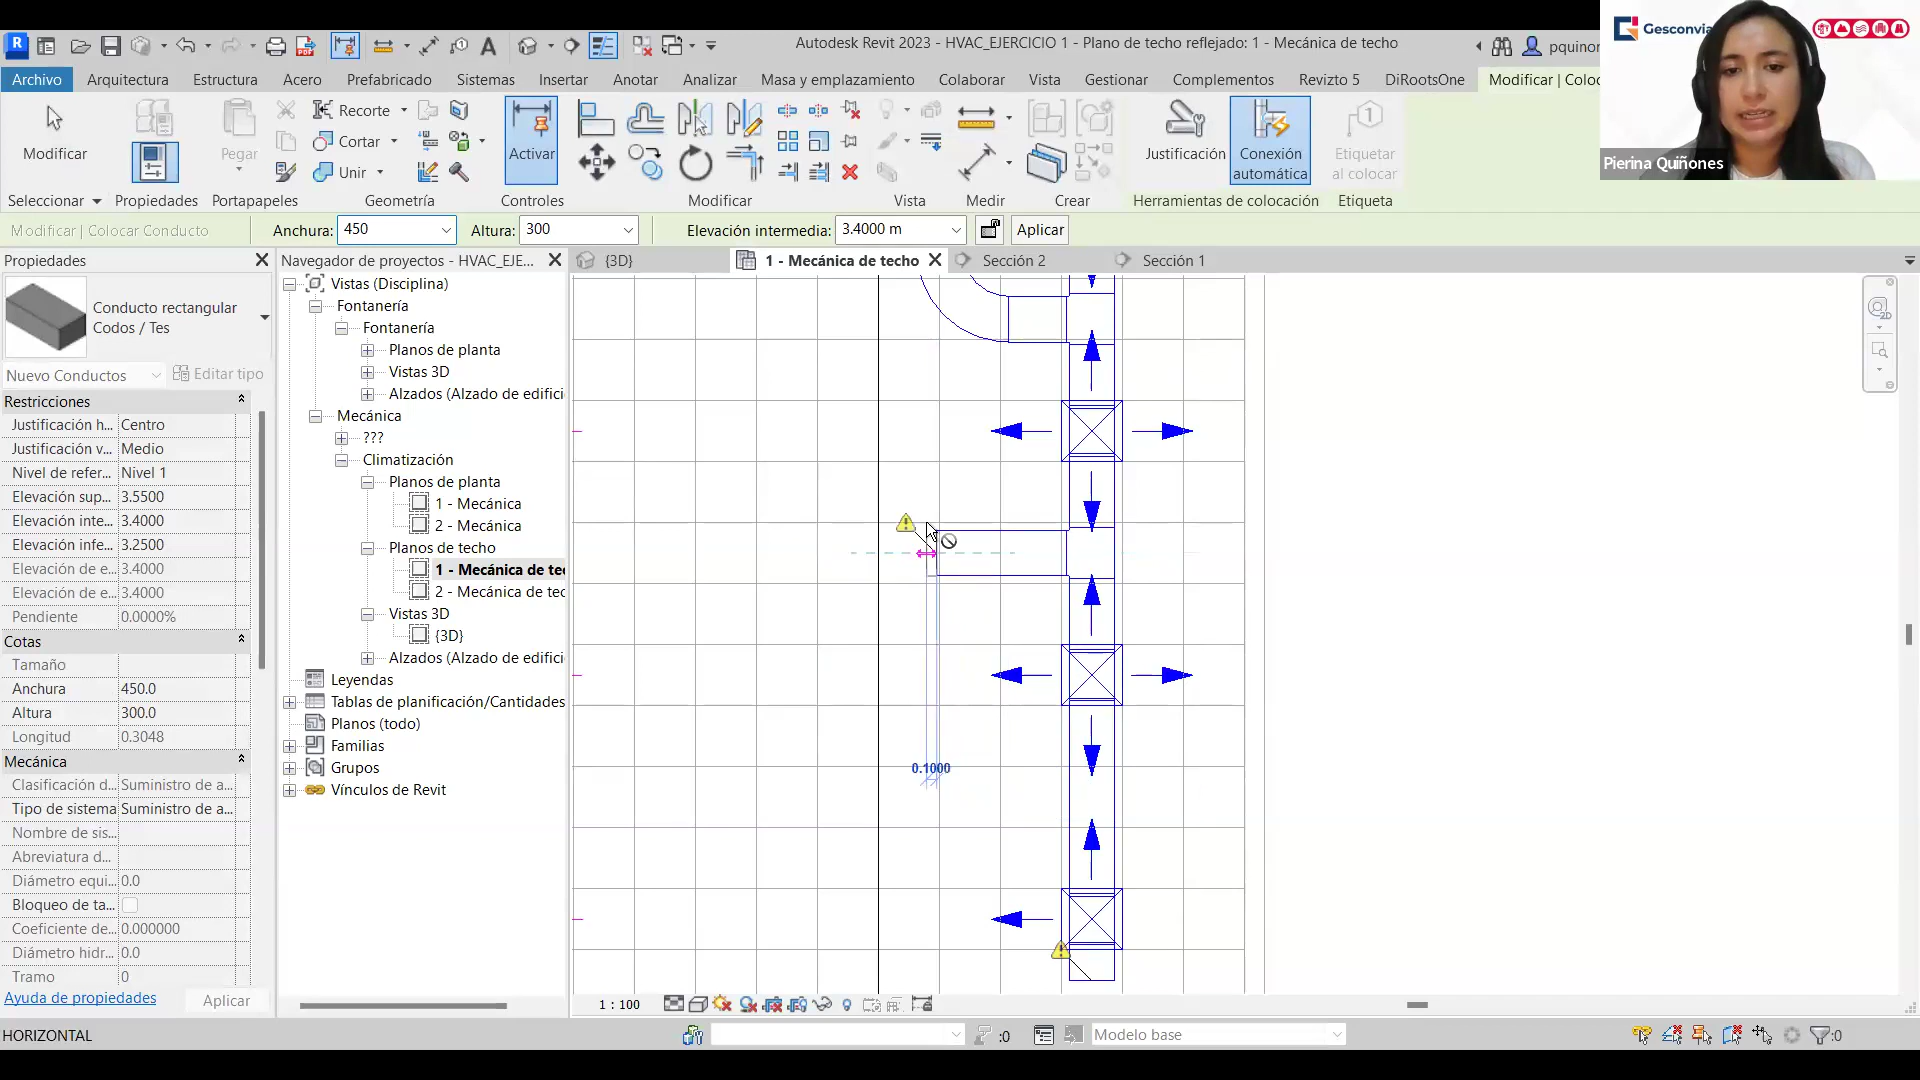 Autodesk Revit 2023 - HVAC_EJERCICIO 1 - Plano de techo reflejado: 1 - Mecánica de techo
pquinor
Gesconvia
Pierina Quiñones
Archivo Arquitectura Estructura Acero Prefabricado Sistemas Insertar Anotar Analizar Masa y emplazamiento Colaborar Vista Gestionar Complementos Revizto 5 DiRootsOne Modificar | Coloc
Modificar
Pegar
Recorte
Cortar
Unir
Activar
Justificación
Conexión automática
Etiquetar al colocar
Seleccionar Propiedades Portapapeles Geometría Controles Modificar Vista Medir Crear Herramientas de colocación Etiqueta
Modificar | Colocar Conducto Anchura: 450 Altura: 300 Elevación intermedia: 3.4000 m Aplicar
Propiedades
Conducto rectangular
Codos / Tes
Nuevo Conductos Editar tipo
Restricciones
Justificación h... Centro
Justificación v... Medio
Nivel de refer... Nivel 1
Elevación sup... 3.5500
Elevación inte... 3.4000
Elevación infe... 3.2500
Elevación de e... 3.4000
Elevación de e... 3.4000
Pendiente 0.0000%
Cotas
Tamaño
Anchura 450.0
Altura 300.0
Longitud 0.3048
Mecánica
Clasificación d... Suministro de a...
Tipo de sistema Suministro de a...
Nombre de sis...
Abreviatura d...
Diámetro equi... 0.0
Bloqueo de ta...
Coeficiente de... 0.000000
Diámetro hidr... 0.0
Tramo 0
Ayuda de propiedades Aplicar
Navegador de proyectos - HVAC_EJE...
Vistas (Disciplina)
Fontanería
Fontanería
Planos de planta
Vistas 3D
Alzados (Alzado de edifici
Mecánica
???
Climatización
Planos de planta
1 - Mecánica
2 - Mecánica
Planos de techo
1 - Mecánica de tec
2 - Mecánica de tec
Vistas 3D
{3D}
Alzados (Alzado de edifici
Leyendas
Tablas de planificación/Cantidades
Planos (todo)
Familias
Grupos
Vínculos de Revit
{3D} 1 - Mecánica de techo Sección 2 Sección 1
2D
0.1000
1 : 100
HORIZONTAL
:0
Modelo base
:0